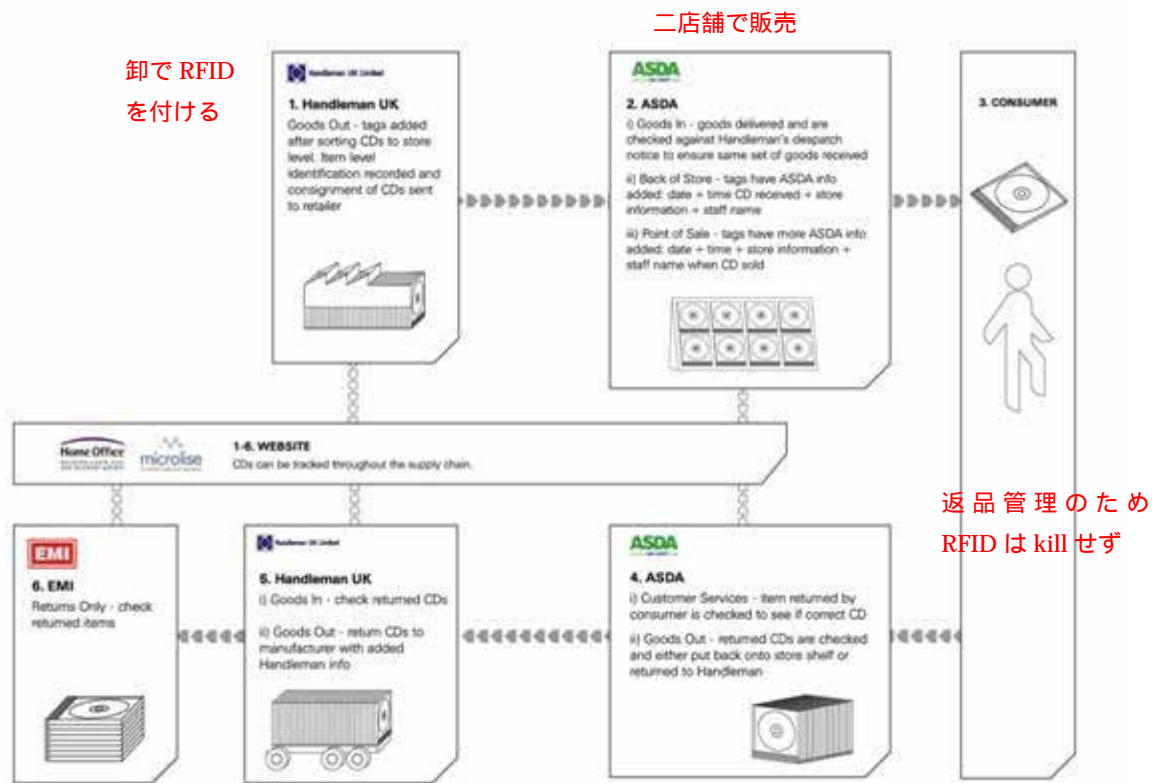 二店舗で販売
卸で RFID
を付ける
Handleman UK Limited
1. Handleman UK
Goods Out - tags added
after sorting CDs to store
level. Item level
identification recorded and
consignment of CDs sent
to retailer
ASDA
2. ASDA
i) Goods In - goods delivered and are
checked against Handleman's despatch
notice to ensure same set of goods received
ii) Back of Store - tags have ASDA info
added: date + time CD received + store
information + staff name
iii) Point of Sale - tags have more ASDA info
added: date + time + store information +
staff name when CD sold
3. CONSUMER
Home Office
microlise
1-6. WEBSITE
CDs can be tracked throughout the supply chain.
返品管理のため
RFID は kill せず
EMI
6. EMI
Returns Only - check
returned items
Handleman UK Limited
5. Handleman UK
i) Goods In - check returned CDs
ii) Goods Out - return CDs to
manufacturer with added
Handleman info
ASDA
4. ASDA
i) Customer Services - item returned by
consumer is checked to see if correct CD
ii) Goods Out - returned CDs are checked
and either put back onto store shelf or
returned to Handleman